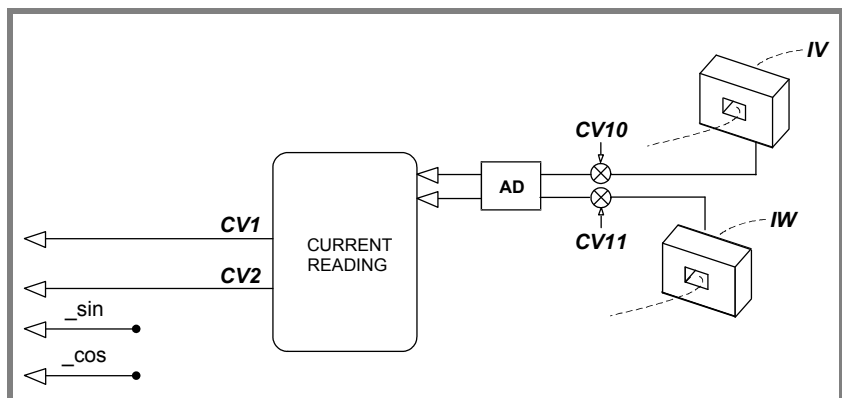 IV
CV10
AD
CV1
CV11
IW
CURRENT
READING
CV2
_sin
_cos